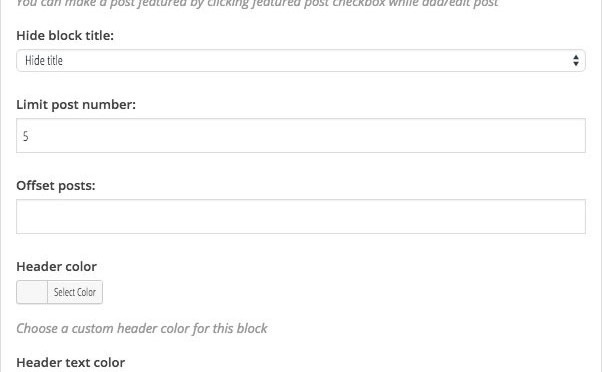 You can make a post featured by clicking featured post checkbox while add/edit post
Hide block title:
Hide title
Limit post number:
5
Offset posts:
Header color
Select Color
Choose a custom header color for this block
Header text color